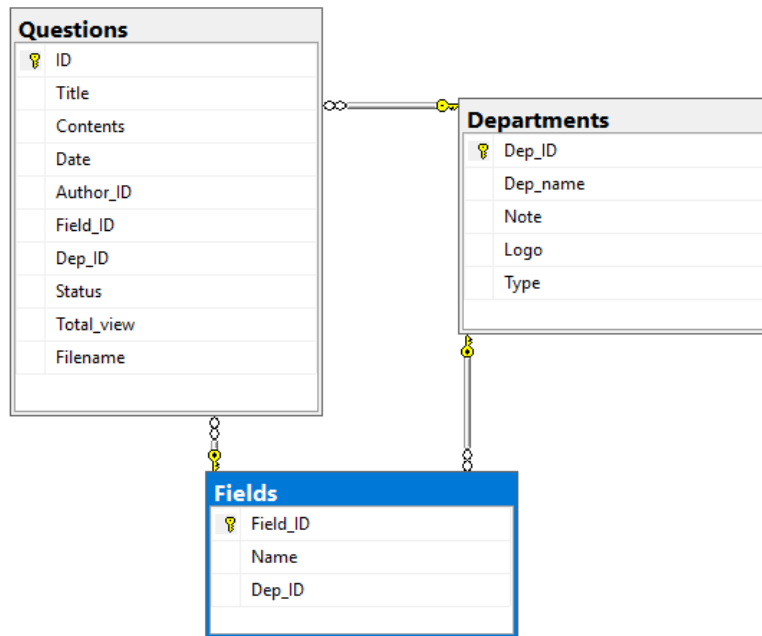 Questions
ID
Title
Contents
Date
Author_ID
Field_ID
Dep_ID
Status
Total_view
Filename
Departments
Dep_ID
Dep_name
Note
Logo
Type
Fields
Field_ID
Name
Dep_ID